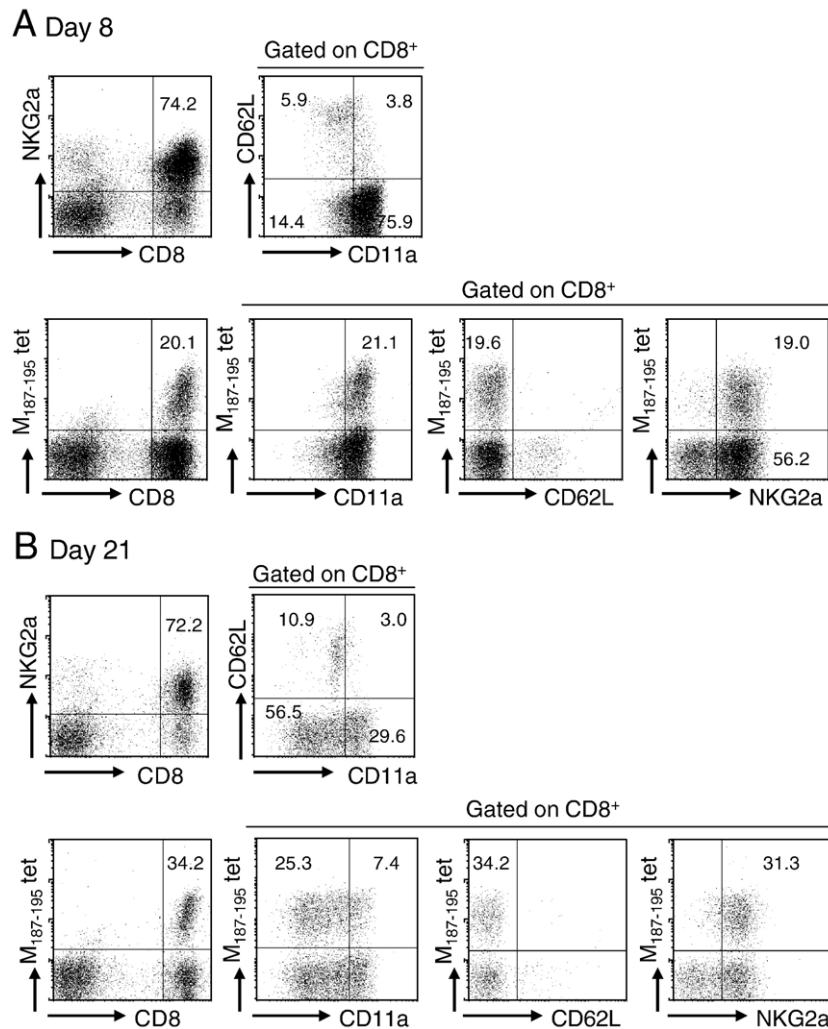 A Day 8
Gated on CD8+
NKG2a
74.2
CD8
CD62L
5.9
3.8
14.4
75.9
CD11a
Gated on CD8+
M187-195 tet
20.1
CD8
M187-195 tet
21.1
CD11a
M187-195 tet
19.6
CD62L
M187-195 tet
19.0
56.2
NKG2a
B Day 21
Gated on CD8+
NKG2a
72.2
CD8
CD62L
10.9
3.0
56.5
29.6
CD11a
Gated on CD8+
M187-195 tet
34.2
CD8
M187-195 tet
25.3
7.4
CD11a
M187-195 tet
34.2
CD62L
M187-195 tet
31.3
NKG2a